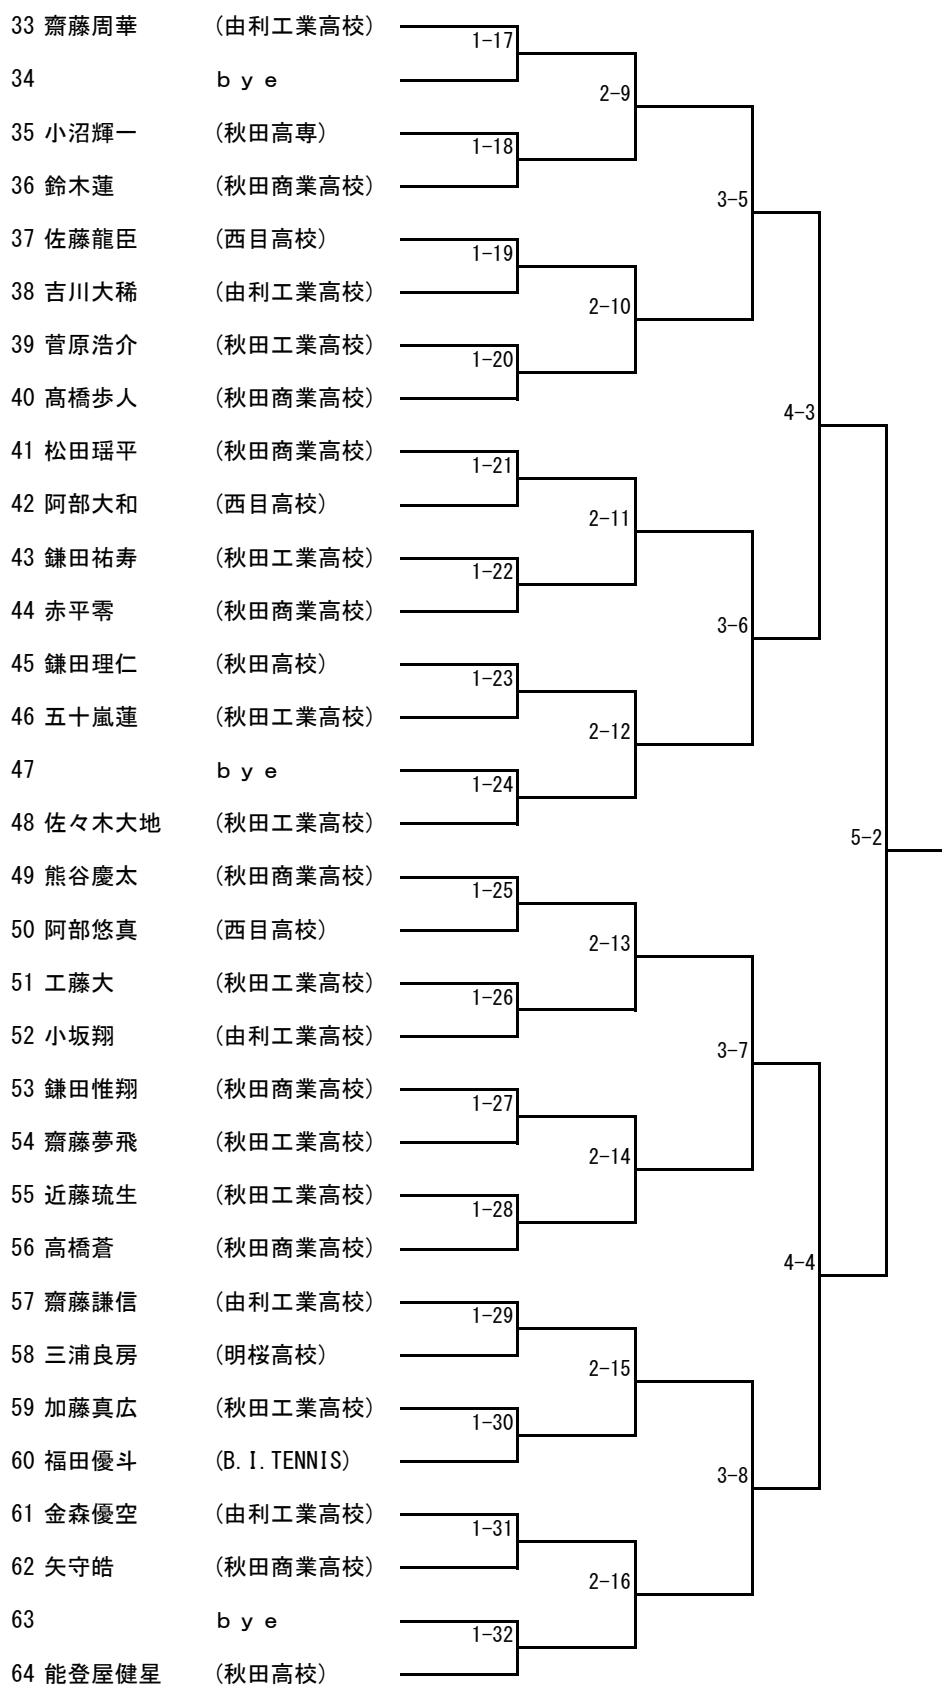 33 齋藤周華 (由利工業高校)
1-17
34 ｂｙｅ
2-9
35 小沼輝一 (秋田高専)
1-18
36 鈴木蓮 (秋田商業高校)
3-5
37 佐藤龍臣 (西目高校)
1-19
38 吉川大稀 (由利工業高校)
2-10
39 菅原浩介 (秋田工業高校)
1-20
40 髙橋歩人 (秋田商業高校)
4-3
41 松田瑶平 (秋田商業高校)
1-21
42 阿部大和 (西目高校)
2-11
43 鎌田祐寿 (秋田工業高校)
1-22
44 赤平零 (秋田商業高校)
3-6
45 鎌田理仁 (秋田高校)
1-23
46 五十嵐蓮 (秋田工業高校)
2-12
47 ｂｙｅ
1-24
48 佐々木大地 (秋田工業高校)
5-2
49 熊谷慶太 (秋田商業高校)
1-25
50 阿部悠真 (西目高校)
2-13
51 工藤大 (秋田工業高校)
1-26
52 小坂翔 (由利工業高校)
3-7
53 鎌田惟翔 (秋田商業高校)
1-27
54 齋藤夢飛 (秋田工業高校)
2-14
55 近藤琉生 (秋田工業高校)
1-28
56 高橋蒼 (秋田商業高校)
4-4
57 齋藤謙信 (由利工業高校)
1-29
58 三浦良房 (明桜高校)
2-15
59 加藤真広 (秋田工業高校)
1-30
60 福田優斗 (B.I.TENNIS)
3-8
61 金森優空 (由利工業高校)
1-31
62 矢守皓 (秋田商業高校)
2-16
63 ｂｙｅ
1-32
64 能登屋健星 (秋田高校)